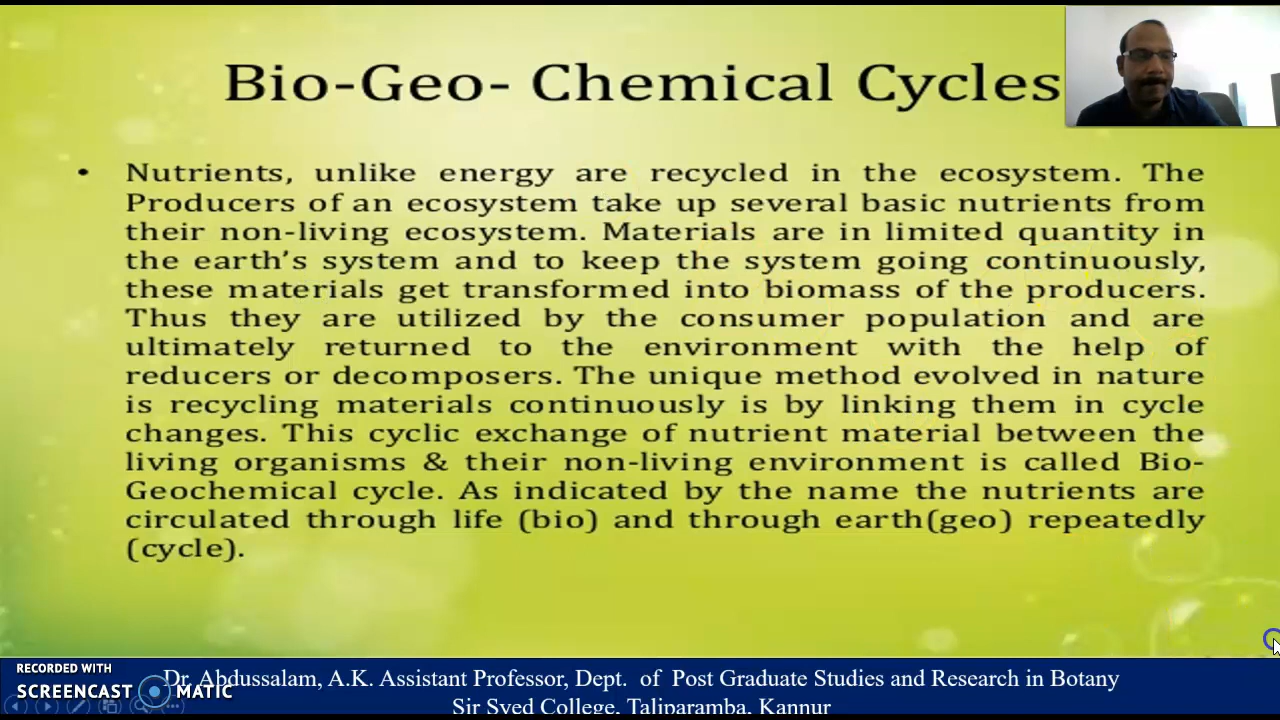 Bio-Geo- Chemical Cycles
• Nutrients, unlike energy are recycled in the ecosystem. The
Producers of an ecosystem take up several basic nutrients from
their non-living ecosystem. Materials are in limited quantity in
the earth's system and to keep the system going continuously,
these materials get transformed into biomass of the producers.
Thus they are utilized by the consumer population and are
ultimately returned to the environment with the help of
reducers or decomposers. The unique method evolved in nature
is recycling materials continuously is by linking them in cycle
changes. This cyclic exchange of nutrient material between the
living organisms & their non-living environment is called Bio-
Geochemical cycle. As indicated by the name the nutrients are
circulated through life (bio) and through earth(geo) repeatedly
(cycle).
RECORDED WITH
SCREENCAST MATIC
Dr. Abdussalam, A.K. Assistant Professor, Dept. of Post Graduate Studies and Research in Botany
Sir Syed College, Taliparamba, Kannur